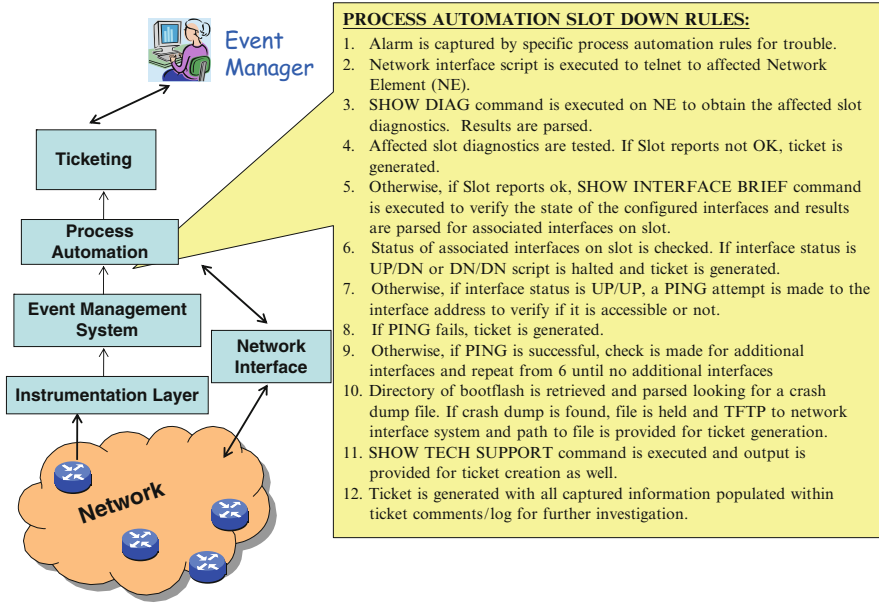 Event
Manager
Ticketing
Process
Automation
Event Management
System
Network
Interface
Instrumentation Layer
Network
PROCESS AUTOMATION SLOT DOWN RULES:
1. Alarm is captured by specific process automation rules for trouble.
2. Network interface script is executed to telnet to affected Network
Element (NE).
3. SHOW DIAG command is executed on NE to obtain the affected slot
diagnostics. Results are parsed.
4. Affected slot diagnostics are tested. If Slot reports not OK, ticket is
generated.
5. Otherwise, if Slot reports ok, SHOW INTERFACE BRIEF command
is executed to verify the state of the configured interfaces and results
are parsed for associated interfaces on slot.
6. Status of associated interfaces on slot is checked. If interface status is
UP/DN or DN/DN script is halted and ticket is generated.
7. Otherwise, if interface status is UP/UP, a PING attempt is made to the
interface address to verify if it is accessible or not.
8. If PING fails, ticket is generated.
9. Otherwise, if PING is successful, check is made for additional
interfaces and repeat from 6 until no additional interfaces
10. Directory of bootflash is retrieved and parsed looking for a crash
dump file. If crash dump is found, file is held and TFTP to network
interface system and path to file is provided for ticket generation.
11. SHOW TECH SUPPORT command is executed and output is
provided for ticket creation as well.
12. Ticket is generated with all captured information populated within
ticket comments/log for further investigation.